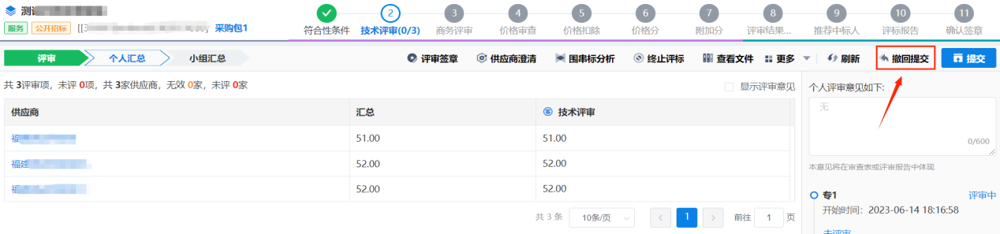 测
服务 公开招标 [[3 采购包1
符合性条件 2 技术评审(0/3) 3 商务评审 4 价格审查 5 价格扣除 6 价格分 7 附加分 8 评审结果... 9 推荐中标人 10 评标报告 11 确认签章
评审 个人汇总 小组汇总 评审签章 供应商澄清 围串标分析 终止评标 查看文件 更多 刷新 撤回提交 提交
共 3评审项，未评 0项，共 3家供应商，无效 0家，未评 0家 显示评审意见
个人评审意见如下:
供应商 汇总 客 技术评审
无
福 51.00 51.00
0/600
福建 52.00 52.00
本意见将在审查表或评审报告中体现
福 52.00 52.00
专1 评审中
共 3 条 10条/页 < 1 > 前往 1 页
开始时间：2023-06-14 18:16:58
未评审